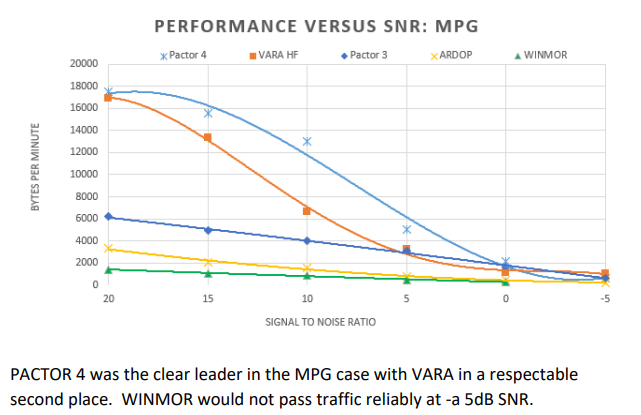 PERFORMANCE VERSUS SNR: MPG
Pactor 4 VARA HF Pactor 3 ARDOP WINMOR
20000
18000
16000
14000
12000
10000
8000
6000
4000
2000
0
BYTES PER MINUTE
20 15 10 5 0 -5
SIGNAL TO NOISE RATIO
PACTOR 4 was the clear leader in the MPG case with VARA in a respectable
second place. WINMOR would not pass traffic reliably at -a 5dB SNR.